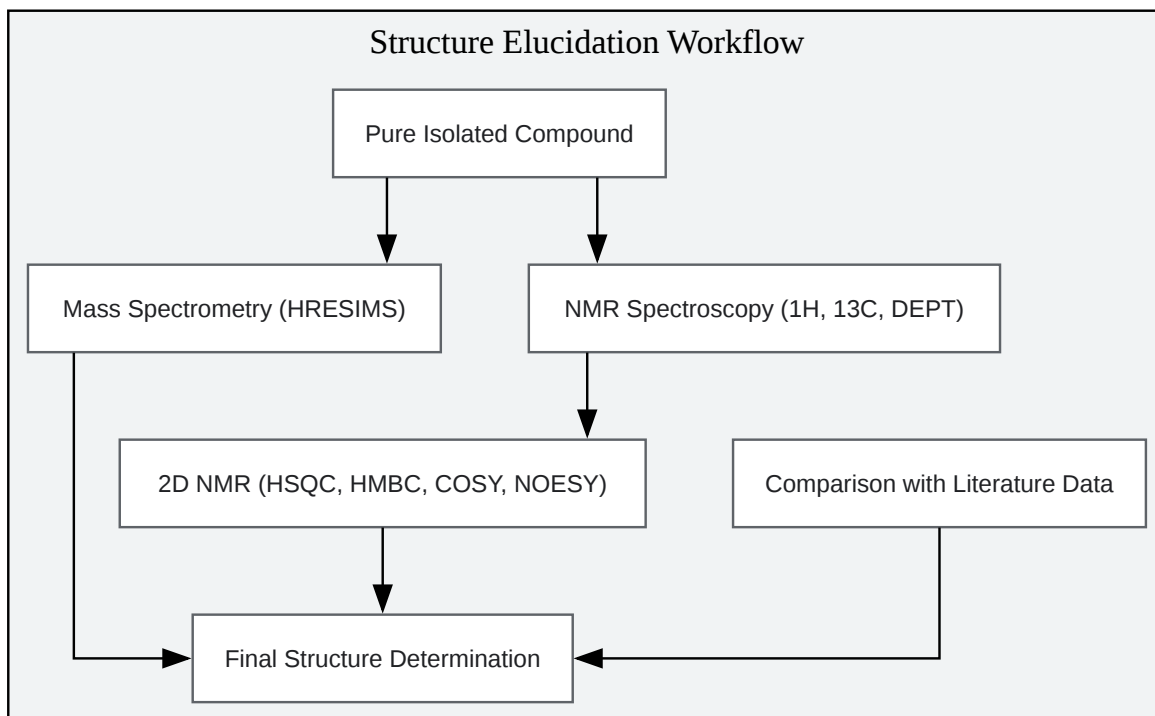 Structure Elucidation Workflow
Pure Isolated Compound
Mass Spectrometry (HRESIMS)
NMR Spectroscopy (1H, 13C, DEPT)
2D NMR (HSQC, HMBC, COSY, NOESY)
Comparison with Literature Data
Final Structure Determination